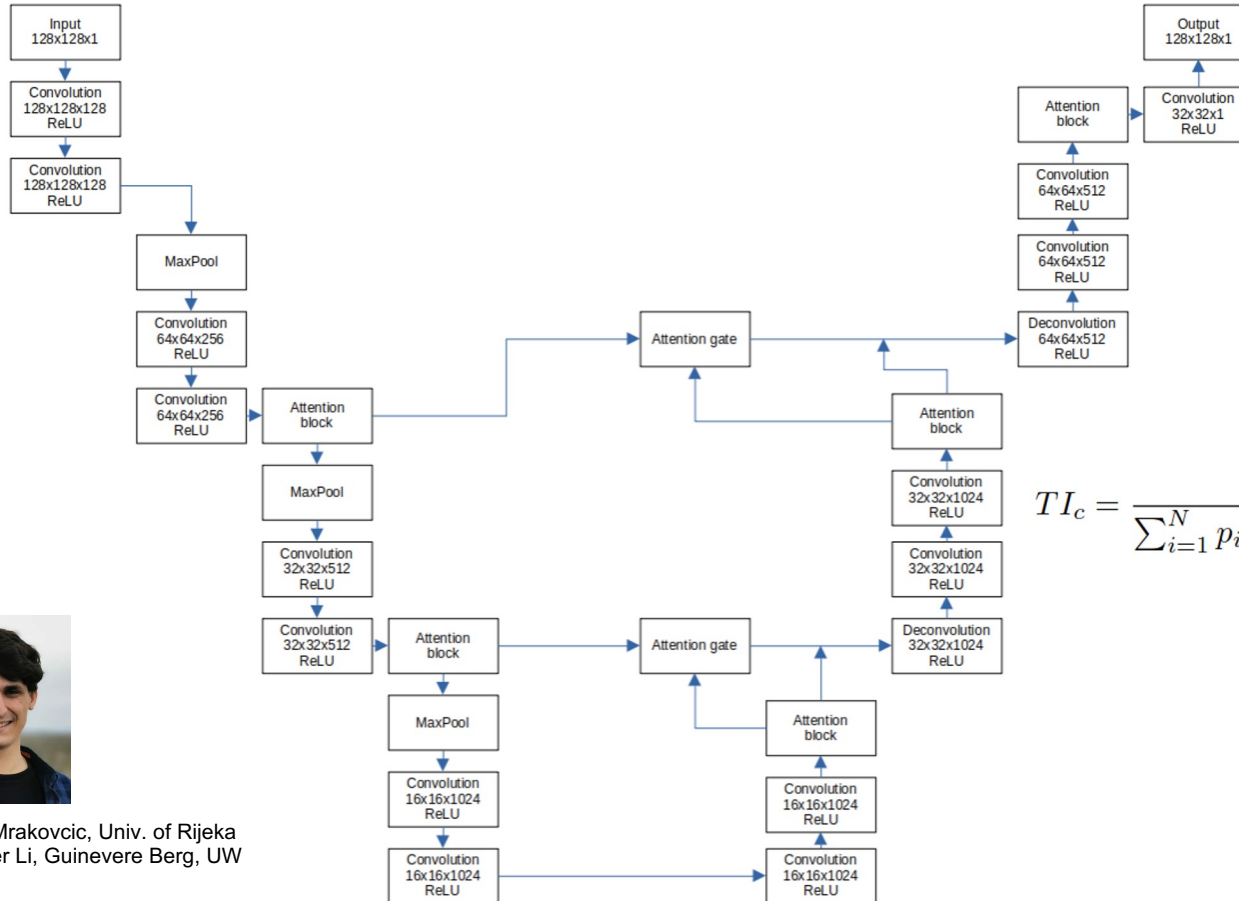 Input
128x128x1
Convolution
128x128x128
ReLU
Convolution
128x128x128
ReLU
MaxPool
Convolution
64x64x256
ReLU
Convolution
64x64x256
ReLU
Attention
block
MaxPool
Convolution
32x32x512
ReLU
Convolution
32x32x512
ReLU
Attention
block
MaxPool
Convolution
16x16x1024
ReLU
Convolution
16x16x1024
ReLU
Convolution
16x16x1024
ReLU
Convolution
16x16x1024
ReLU
Attention
block
Attention gate
Deconvolution
32x32x1024
ReLU
Convolution
32x32x1024
ReLU
Convolution
32x32x1024
ReLU
Attention
block
Attention gate
Deconvolution
64x64x512
ReLU
Convolution
64x64x512
ReLU
Convolution
64x64x512
ReLU
Attention
block
Convolution
32x32x1
ReLU
Output
128x128x1
TI_c = 
∑_{i=1}^{N} p_i
Mrakovcic, Univ. of Rijeka
er Li, Guinevere Berg, UW